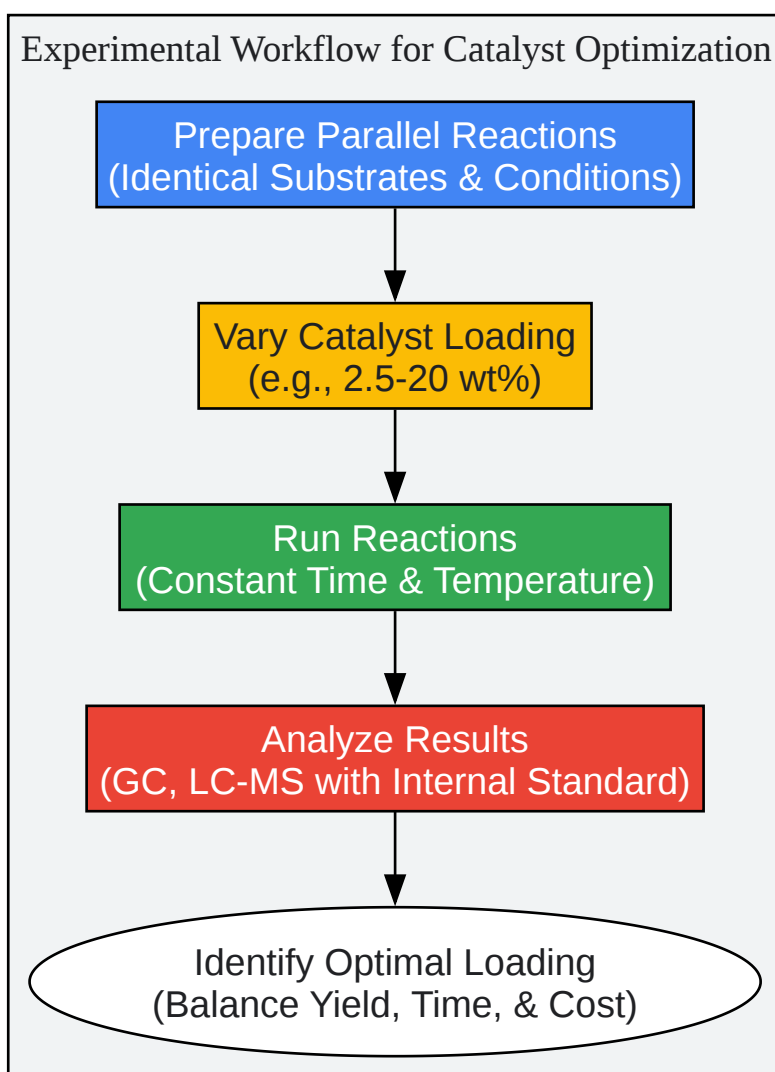 Experimental Workflow for Catalyst Optimization
Prepare Parallel Reactions
(Identical Substrates & Conditions)
Vary Catalyst Loading
(e.g., 2.5-20 wt%)
Run Reactions
(Constant Time & Temperature)
Analyze Results
(GC, LC-MS with Internal Standard)
Identify Optimal Loading
(Balance Yield, Time, & Cost)